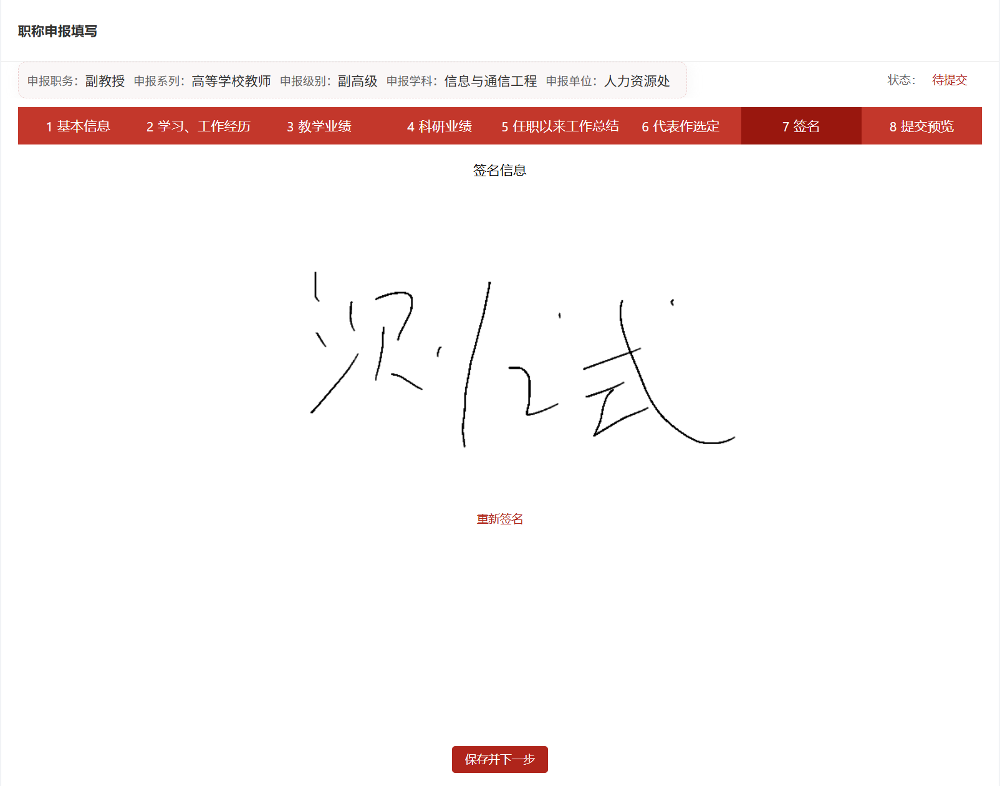 职称申报填写
申报职务：副教授 申报系列：高等学校教师 申报级别：副高级 申报学科：信息与通信工程 申报单位：人力资源处 状态： 待提交
1 基本信息 2 学习、工作经历 3 教学业绩 4 科研业绩 5 任职以来工作总结 6 代表作选定 7 签名 8 提交预览
签名信息
测试
重新签名
保存并下一步